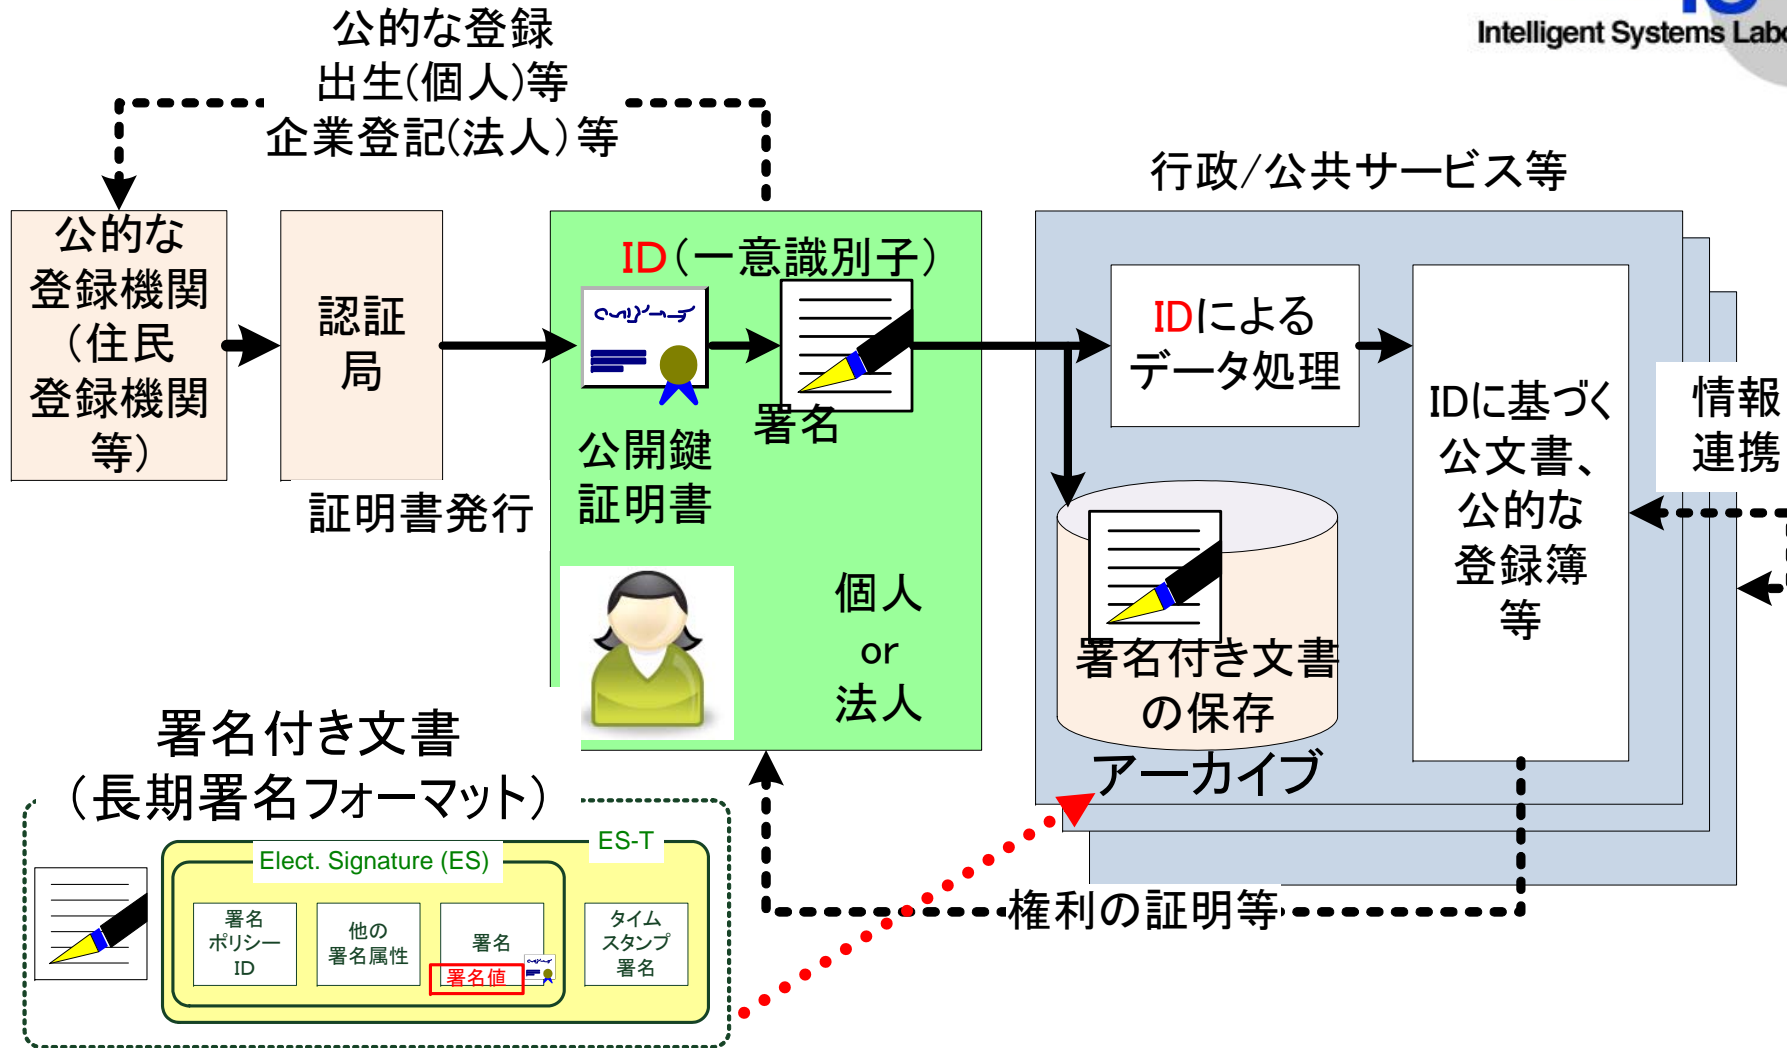 Intelligent Systems Labo
公的な登録
出生(個人)等
企業登記(法人)等
行政/公共サービス等
公的な
登録機関
(住民
登録機関
等)
認証
局
証明書発行
ID(一意識別子)
公開鍵
証明書
署名
個人
or
法人
IDによる
データ処理
IDに基づく
公文書、
公的な
登録簿
等
情報
連携
署名付き文書
の保存
アーカイブ
権利の証明等
署名付き文書
(長期署名フォーマット)
ES-T
Elect. Signature (ES)
署名
ポリシー
ID
他の
署名属性
署名
署名値
タイム
スタンプ
署名